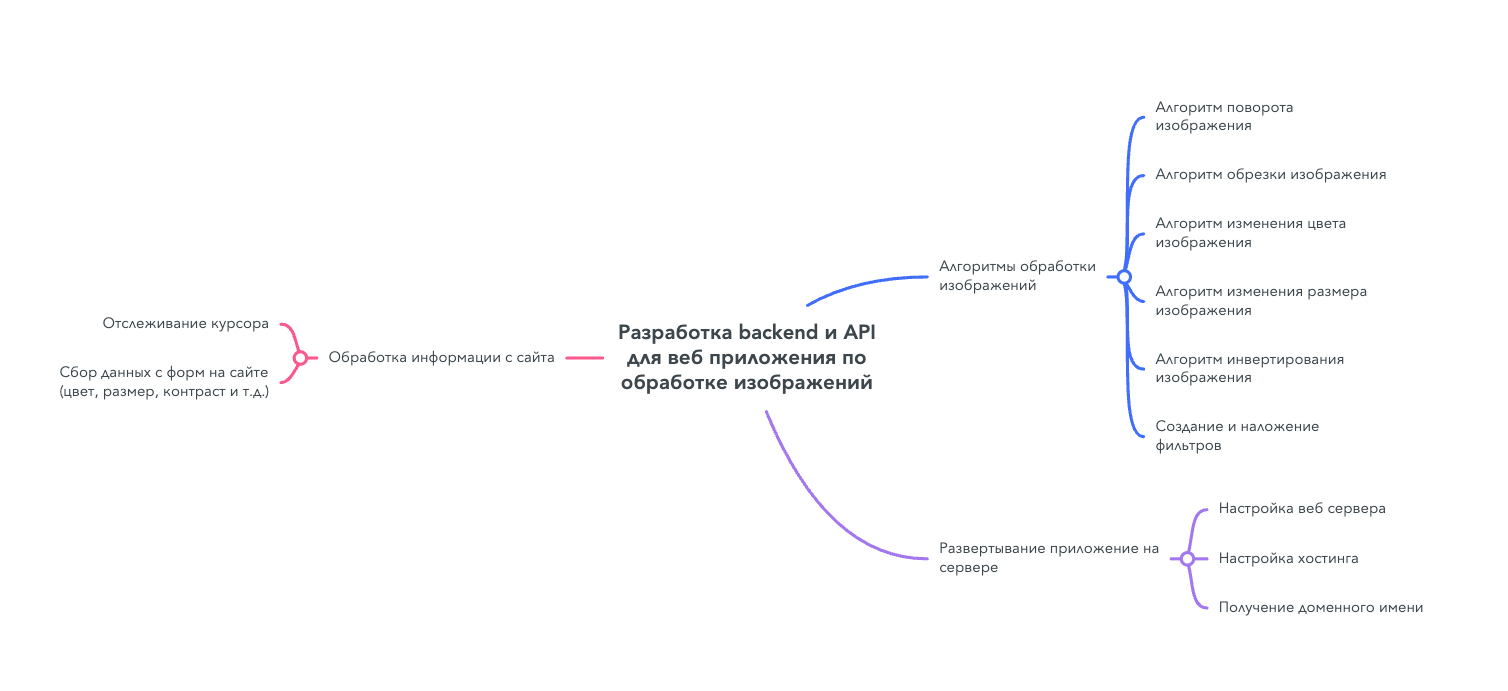 Разработка backend и API
для веб приложения по
обработке изображений
Обработка информации с сайта
Отслеживание курсора
Сбор данных с форм на сайте
(цвет, размер, контраст и т.д.)
Алгоритмы обработки
изображений
Алгоритм поворота
изображения
Алгоритм обрезки изображения
Алгоритм изменения цвета
изображения
Алгоритм изменения размера
изображения
Алгоритм инвертирования
изображения
Создание и наложение
фильтров
Развертывание приложение на
сервере
Настройка веб сервера
Настройка хостинга
Получение доменного имени